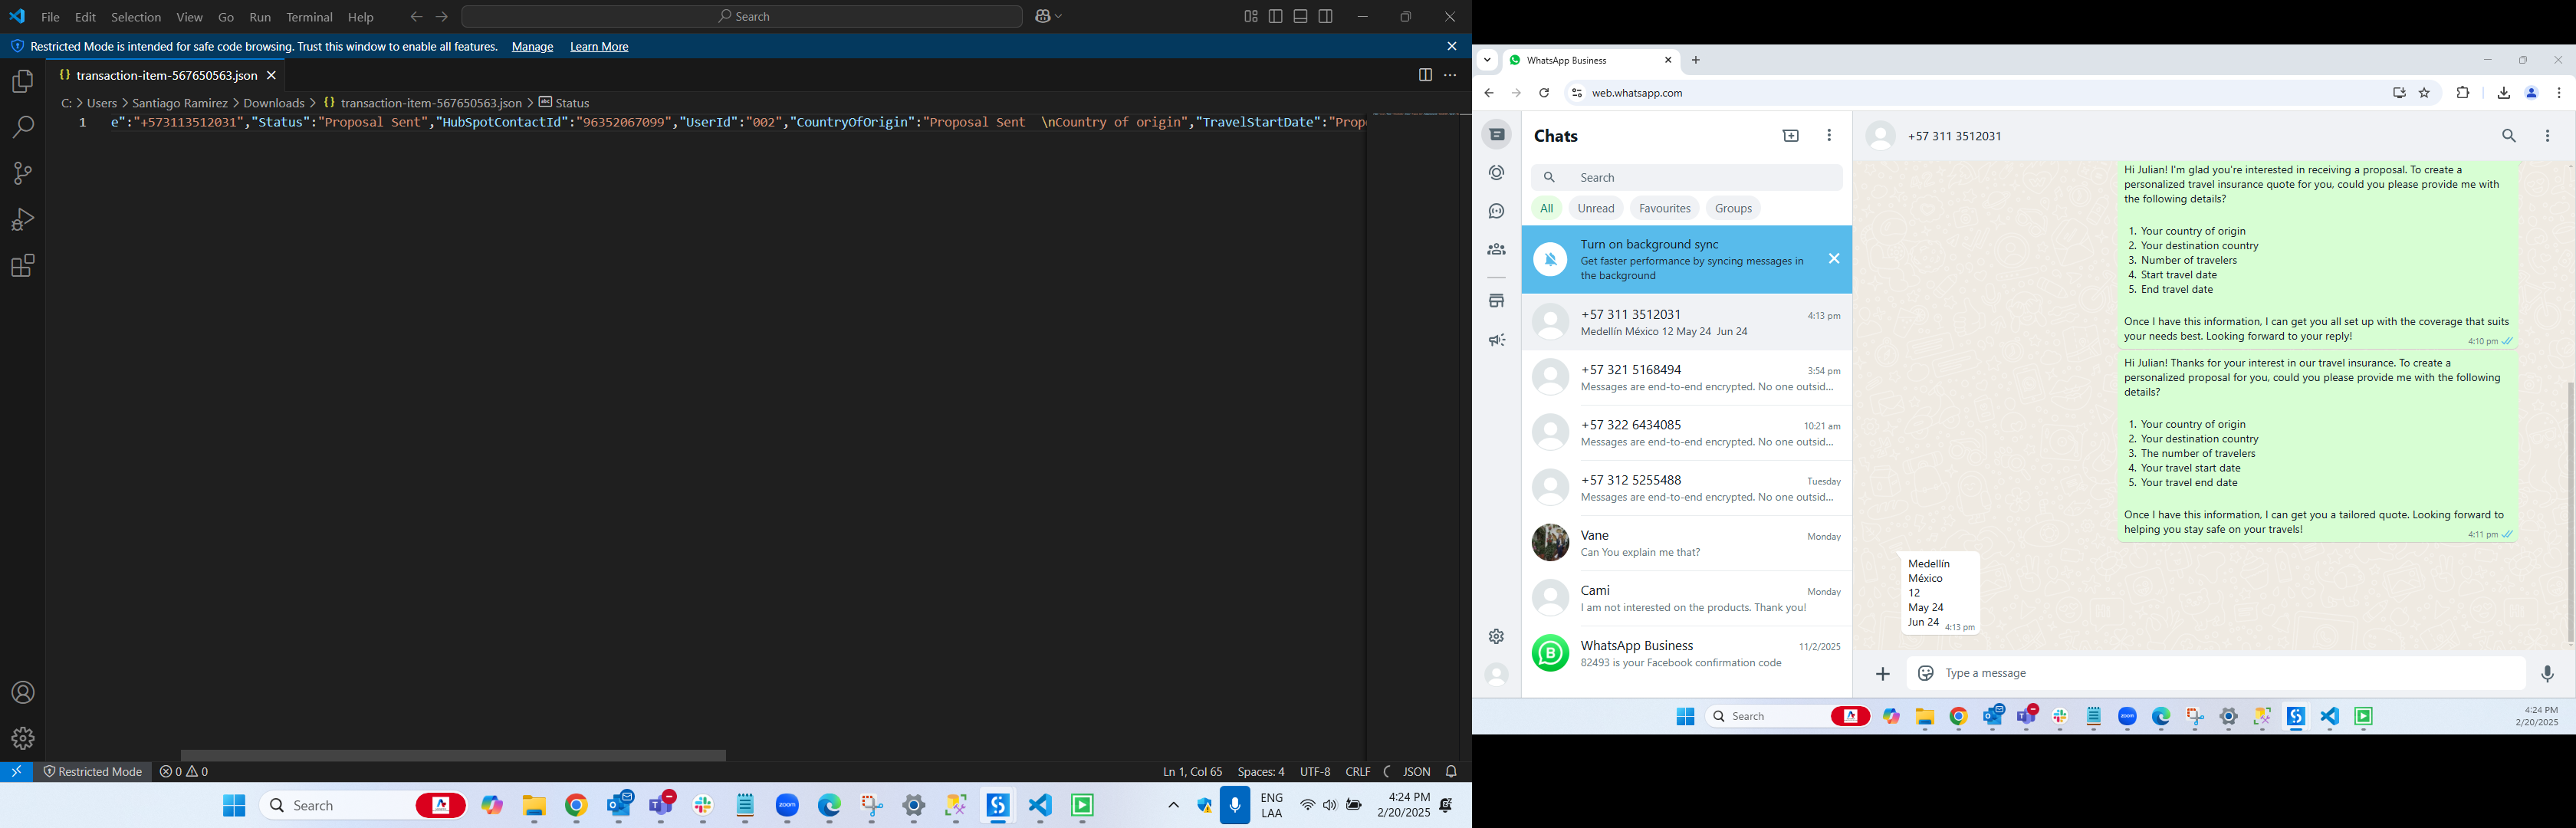 File Edit Selection View Go Run Terminal Help
Search
Restricted Mode is intended for safe code browsing. Trust this window to enable all features. Manage Learn More
{} transaction-item-567650563.json
C: > Users > Santiago Ramirez > Downloads > {} transaction-item-567650563.json > Status
1 e":"+573113512031","Status":"Proposal Sent","HubSpotContactId":"96352067099","UserId":"002","CountryOfOrigin":"Proposal Sent  \nCountry of origin","TravelStartDate":"Prop
Restricted Mode
0 0
Ln 1, Col 65 Spaces: 4 UTF-8 CRLF JSON
Search
ENG
LAA
4:24 PM
2/20/2025
WhatsApp Business
web.whatsapp.com
Chats
Search
All Unread Favourites Groups
Turn on background sync
Get faster performance by syncing messages in
the background
+57 311 3512031 4:13 pm
Medellín México 12 May 24 Jun 24
+57 321 5168494 3:54 pm
Messages are end-to-end encrypted. No one outsid...
+57 322 6434085 10:21 am
Messages are end-to-end encrypted. No one outsid...
+57 312 5255488 Tuesday
Messages are end-to-end encrypted. No one outsid...
Vane Monday
Can You explain me that?
Cami Monday
I am not interested on the products. Thank you!
WhatsApp Business 11/2/2025
82493 is your Facebook confirmation code
+57 311 3512031
Hi Julian! I'm glad you're interested in receiving a proposal. To create a
personalized travel insurance quote for you, could you please provide me with
the following details?
1. Your country of origin
2. Your destination country
3. Number of travelers
4. Start travel date
5. End travel date
Once I have this information, I can get you all set up with the coverage that suits
your needs best. Looking forward to your reply!
4:10 pm
Hi Julian! Thanks for your interest in our travel insurance. To create a
personalized proposal for you, could you please provide me with the following
details?
1. Your country of origin
2. Your destination country
3. The number of travelers
4. Your travel start date
5. Your travel end date
Once I have this information, I can get you a tailored quote. Looking forward to
helping you stay safe on your travels!
4:11 pm
Medellín
México
12
May 24
Jun 24 4:13 pm
Type a message
Search
4:24 PM
2/20/2025